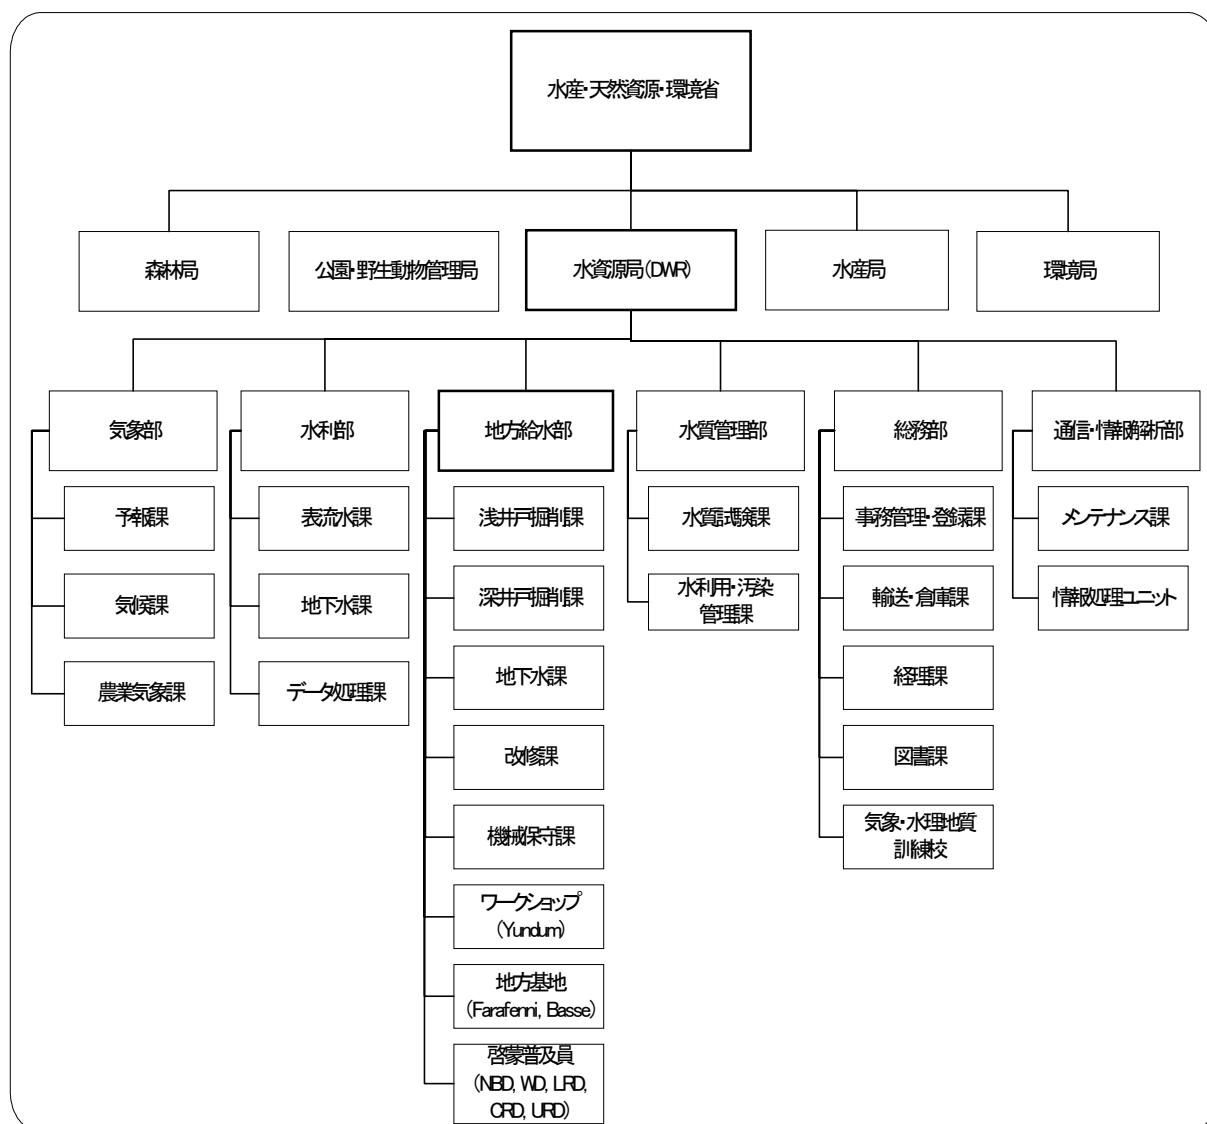 水産・天然資源・環境省
森林局
公園・野生動物管理局
水資源局(DWR)
水産局
環境局
気象部
水利部
地方給水部
水質管理部
総務部
通信・情報解析部
予報課
表流水課
浅井戸掘削課
水質試験課
事務管理・登録課
メンテナンス課
気候課
地下水課
深井戸掘削課
水利用・汚染
管理課
輸送・倉庫課
情報処理ユニット
農業気象課
データ処理課
地下水課
経理課
改修課
図書課
機械保守課
気象・水理地質
訓練校
ワークショップ
(Yundum)
地方基地
(Farafenni, Basse)
啓蒙普及員
(NBD, WD, LRD,
CRD, URD)